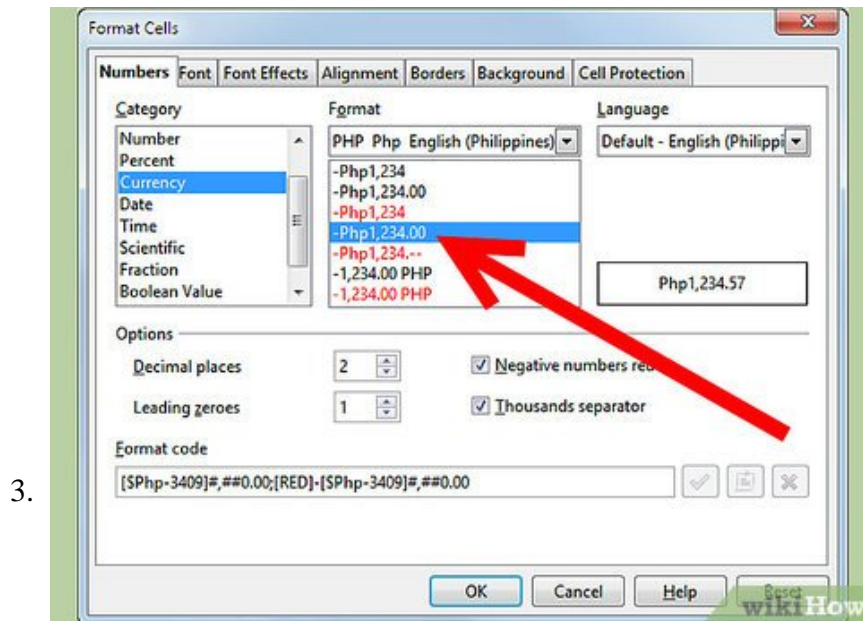 Format Cells
Numbers Font Font Effects Alignment Borders Background Cell Protection
Category
Number
Percent
Currency
Date
Time
Scientific
Fraction
Boolean Value
Format
PHP Php English (Philippines)
-Php1,234
-Php1,234.00
-Php1,234
-Php1,234.00
-Php1,234.--
-1,234.00 PHP
-1,234.00 PHP
Language
Default - English (Philippi
Php1,234.57
Options
Decimal places 2
Leading zeroes 1
Negative numbers red
Thousands separator
Format code
[$Php-3409]#,##0.00;[RED]-[$Php-3409]#,##0.00
3.
OK Cancel Help Reset
wikiHow